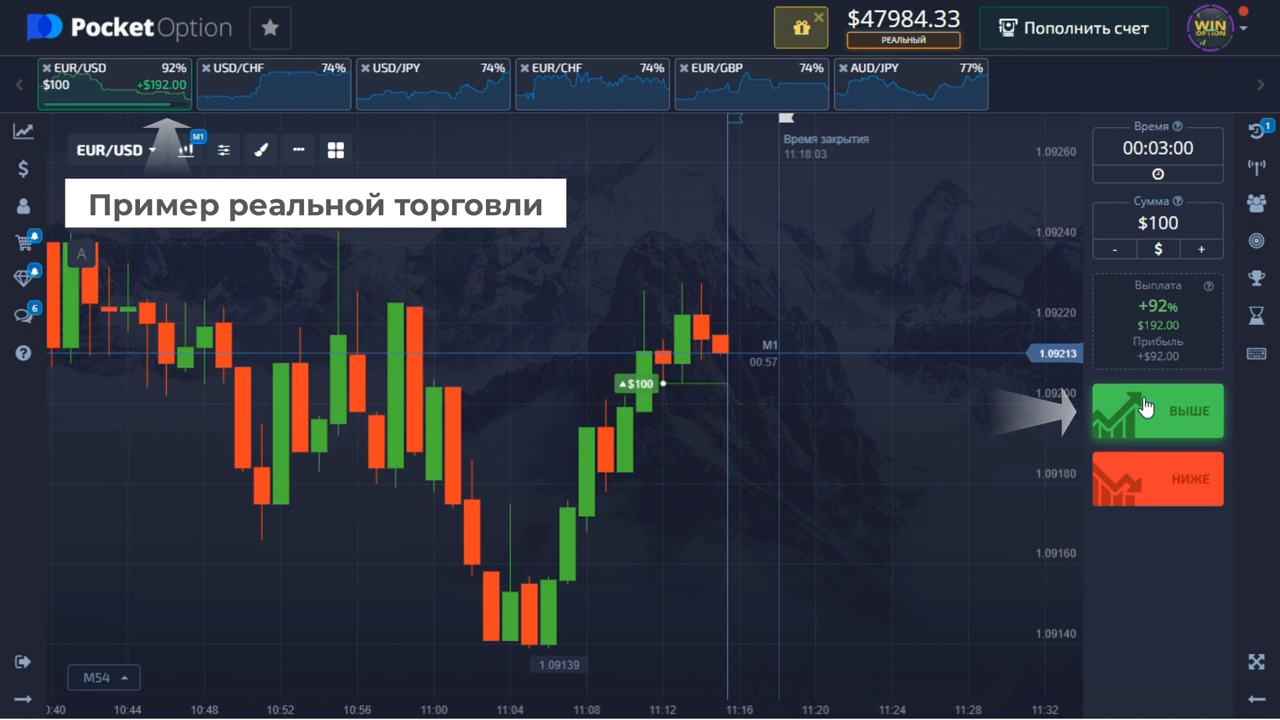 PocketOption
$47984.33
РЕАЛЬНЫЙ
Пополнить счет
WIN
OPTION
EUR/USD 92%
$100 +$192.00
USD/CHF 74%
USD/JPY 74%
EUR/CHF 74%
EUR/GBP 74%
AUD/JPY 77%
EUR/USD
M1
Пример реальной торговли
A
Время закрытия
11:18:03
M1
00:57
$100
1.09260
1.09240
1.09220
1.09213
1.09200
1.09180
1.09160
1.09140
1.09139
Время
00:03:00
Сумма
$100
- $ +
Выплата
+92%
$192.00
Прибыль
+$92.00
ВЫШЕ
НИЖЕ
6
1
M54
:40 10:44 10:48 10:52 10:56 11:00 11:04 11:08 11:12 11:16 11:20 11:24 11:28 11:32